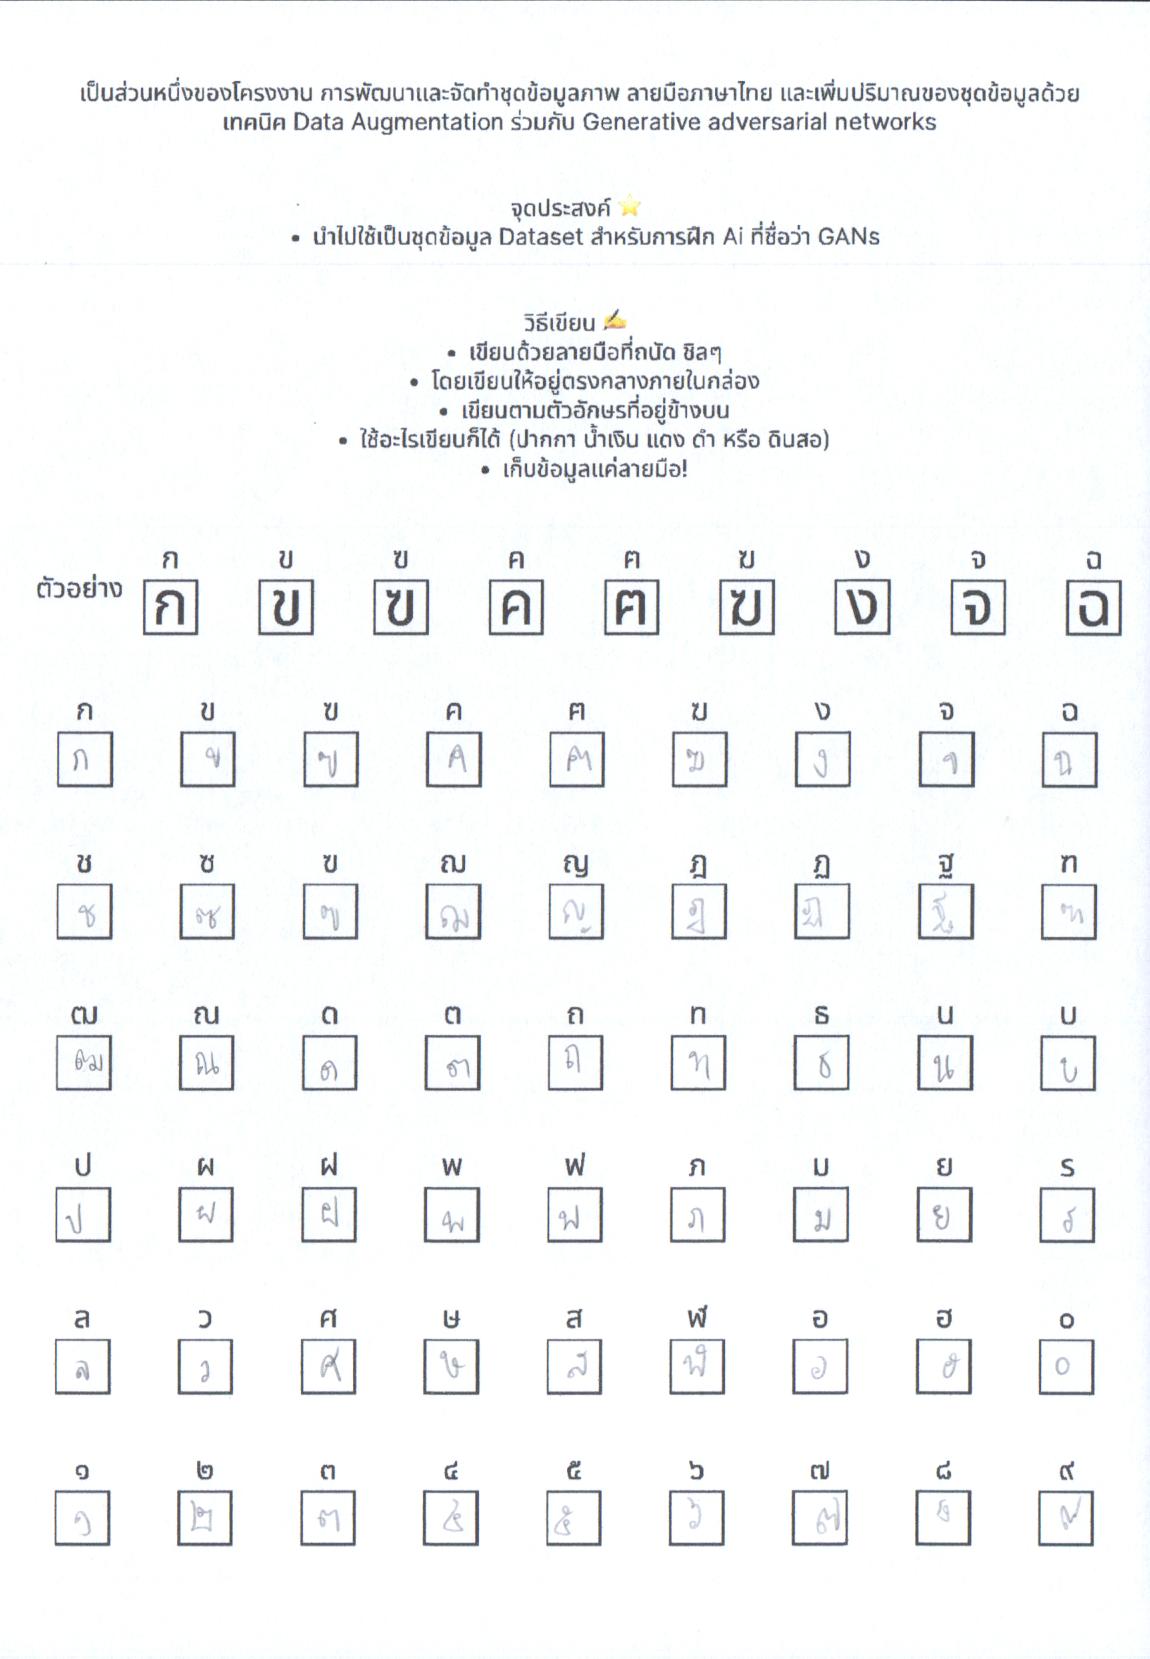 เป็นส่วนหนึ่งของโครงงาน การพัฒนาและจัดทำชุดข้อมูลภาพ ลายมือภาษาไทย และเพิ่มปริมาณของชุดข้อมูลด้วย
เทคนิค Data Augmentation ร่วมกับ Generative adversarial networks
จุดประสงค์ ⭐
• นำไปใช้เป็นชุดข้อมูล Dataset สำหรับการฝึก Ai ที่ชื่อว่า GANs
วิธีเขียน ✍
• เขียนด้วยลายมือที่ถนัด ชิลๆ
• โดยเขียนให้อยู่ตรงกลางภายในกล่อง
• เขียนตามตัวอักษรที่อยู่ข้างบน
• ใช้อะไรเขียนก็ได้ (ปากกา น้ำเงิน แดง ดำ หรือ ดินสอ)
• เก็บข้อมูลแค่ลายมือ!
ก ข ฃ ค ฅ ฆ ง จ ฉ
ตัวอย่าง ก ข ฃ ค ฅ ฆ ง จ ฉ
ก ข ฃ ค ฅ ฆ ง จ ฉ
ก ข ฃ ค ฅ ฆ ง จ ฉ
ช ซ ฃ ฌ ญ ฎ ฏ ฐ ฑ
ช ซ ฃ ฌ ญ ฎ ฏ ฐ ฑ
ฒ ณ ด ต ถ ท ธ น บ
ฒ ณ ด ต ถ ท ธ น บ
ป ผ ฝ พ ฟ ภ ม ย ร
ป ผ ฝ พ ฟ ภ ม ย ร
ล ว ศ ษ ส ฬ อ ฮ ๐
ล ว ศ ษ ส ฬ อ ฮ ๐
๑ ๒ ๓ ๔ ๕ ๖ ๗ ๘ ๙
๑ ๒ ๓ ๔ ๕ ๖ ๗ ๘ ๙